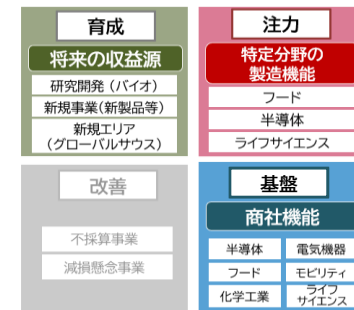 育成
将来の収益源
研究開発（バイオ）
新規事業（新製品等）
新規エリア
（グローバルサウス）
注力
特定分野の
製造機能
フード
半導体
ライフサイエンス
改善
不採算事業
減損懸念事業
基盤
商社機能
半導体
電気機器
フード
モビリティ
化学工業
ライフ
サイエンス